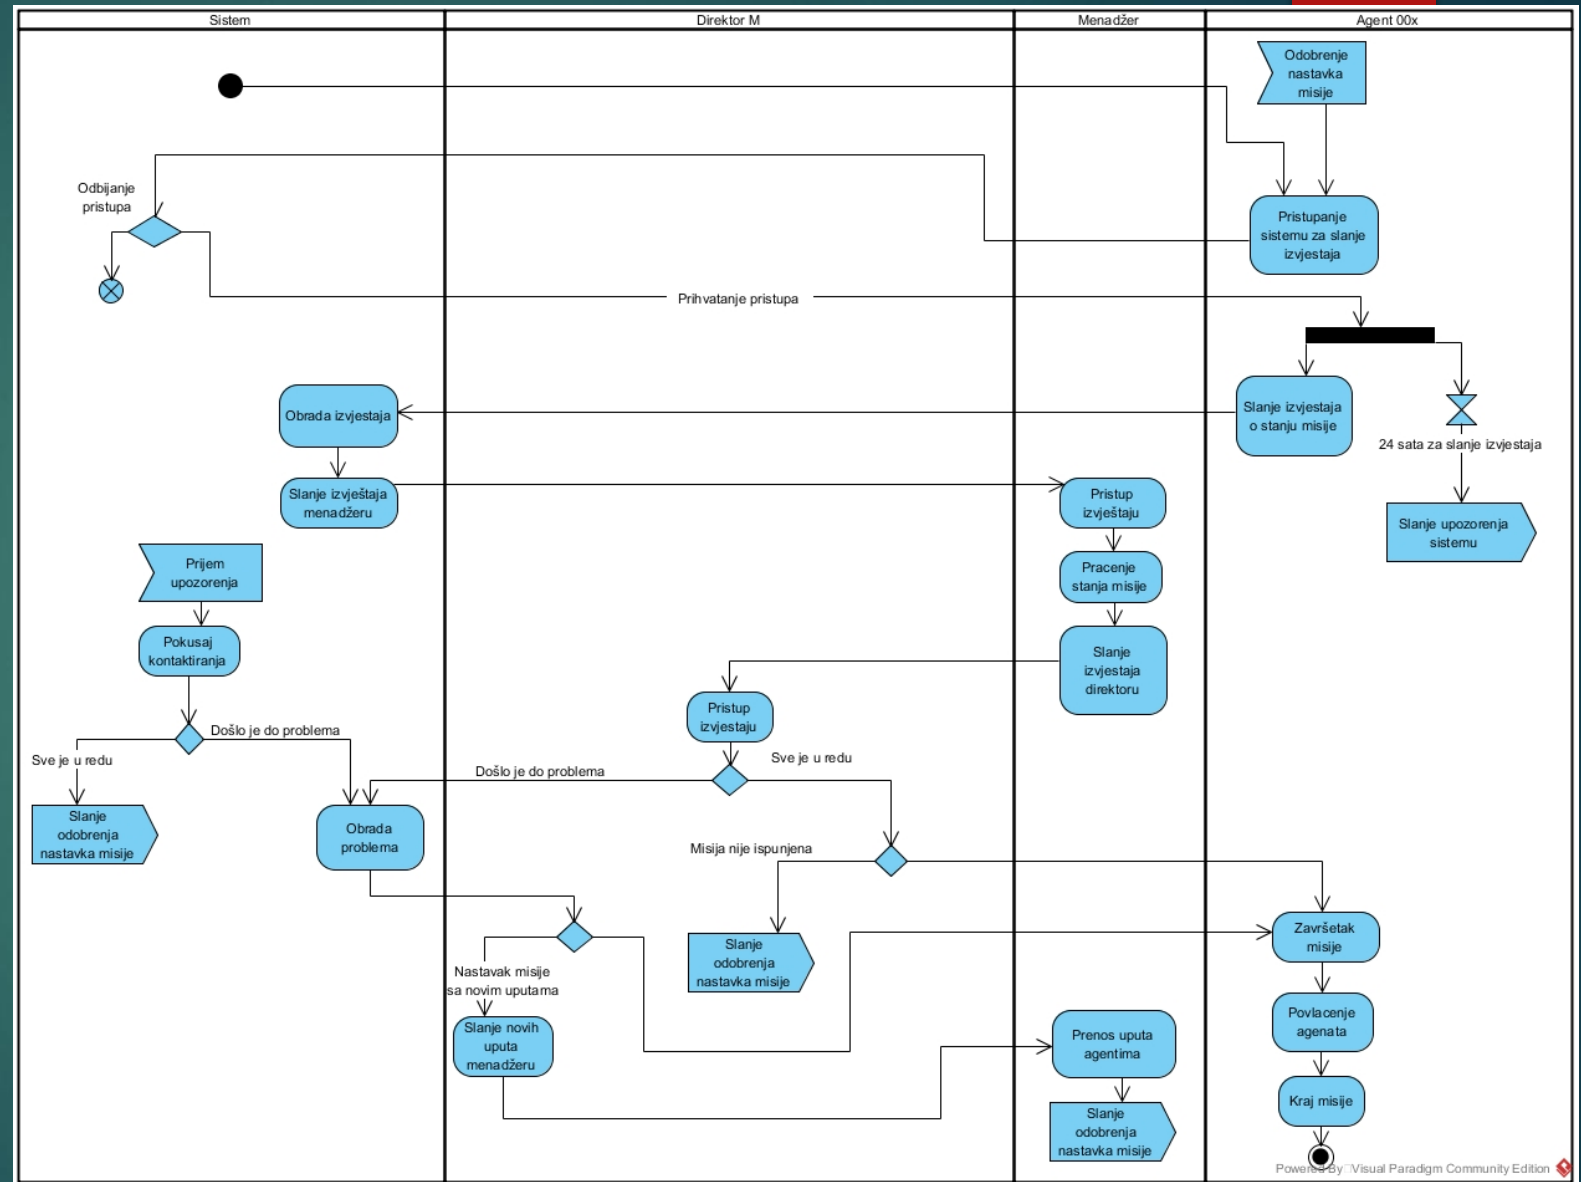 Sistem
Direktor M
Menadžer
Agent 00x
Odobrenje
nastavka
misije
Odbijanje
pristupa
Pristupanje
sistemu za slanje
izvjestaja
Prihvatanje pristupa
Obrada izvjestaja
Slanje izvjestaja
o stanju misije
24 sata za slanje izvjestaja
Slanje izvještaja
menadžeru
Pristup
izvještaju
Slanje upozorenja
sistemu
Prijem
upozorenja
Pracenje
stanja misije
Pokusaj
kontaktiranja
Slanje
izvjestaja
direktoru
Pristup
izvjestaju
Došlo je do problema
Sve je u redu
Došlo je do problema
Sve je u redu
Slanje
odobrenja
nastavka misije
Obrada
problema
Misija nije ispunjena
Završetak
misije
Slanje
odobrenja
nastavka misije
Nastavak misije
sa novim uputama
Slanje novih
uputa
menadžeru
Povlacenje
agenata
Prenos uputa
agentima
Kraj misije
Slanje
odobrenja
nastavka misije
Powered By Visual Paradigm Community Edition